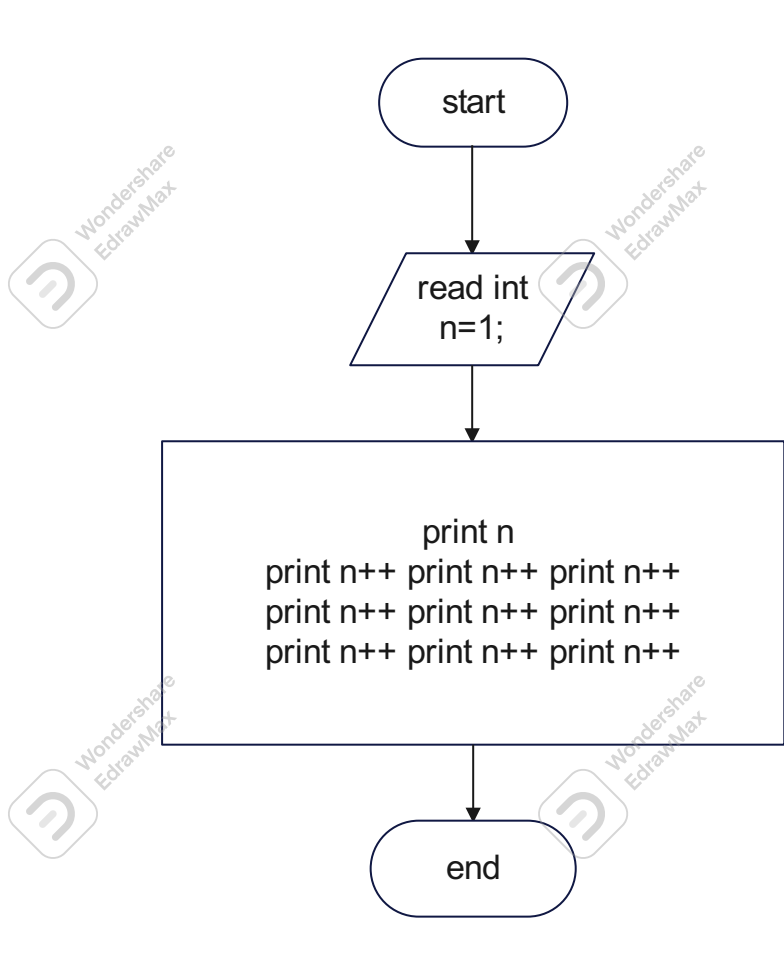 start
Wondershare
EdrawMax
Wondershare
EdrawMax
read int
n=1;
print n
print n++ print n++ print n++
print n++ print n++ print n++
print n++ print n++ print n++
Wondershare
EdrawMax
Wondershare
EdrawMax
end